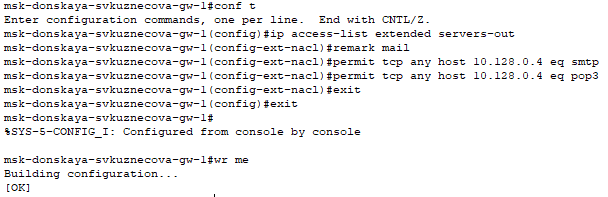 msk-donskaya-svkuznecova-gw-1#conf t
Enter configuration commands, one per line.  End with CNTL/Z.
msk-donskaya-svkuznecova-gw-1(config)#ip access-list extended servers-out
msk-donskaya-svkuznecova-gw-1(config-ext-nacl)#remark mail
msk-donskaya-svkuznecova-gw-1(config-ext-nacl)#permit tcp any host 10.128.0.4 eq smtp
msk-donskaya-svkuznecova-gw-1(config-ext-nacl)#permit tcp any host 10.128.0.4 eq pop3
msk-donskaya-svkuznecova-gw-1(config-ext-nacl)#exit
msk-donskaya-svkuznecova-gw-1(config)#exit
msk-donskaya-svkuznecova-gw-1#
%SYS-5-CONFIG_I: Configured from console by console

msk-donskaya-svkuznecova-gw-1#wr me
Building configuration...
[OK]